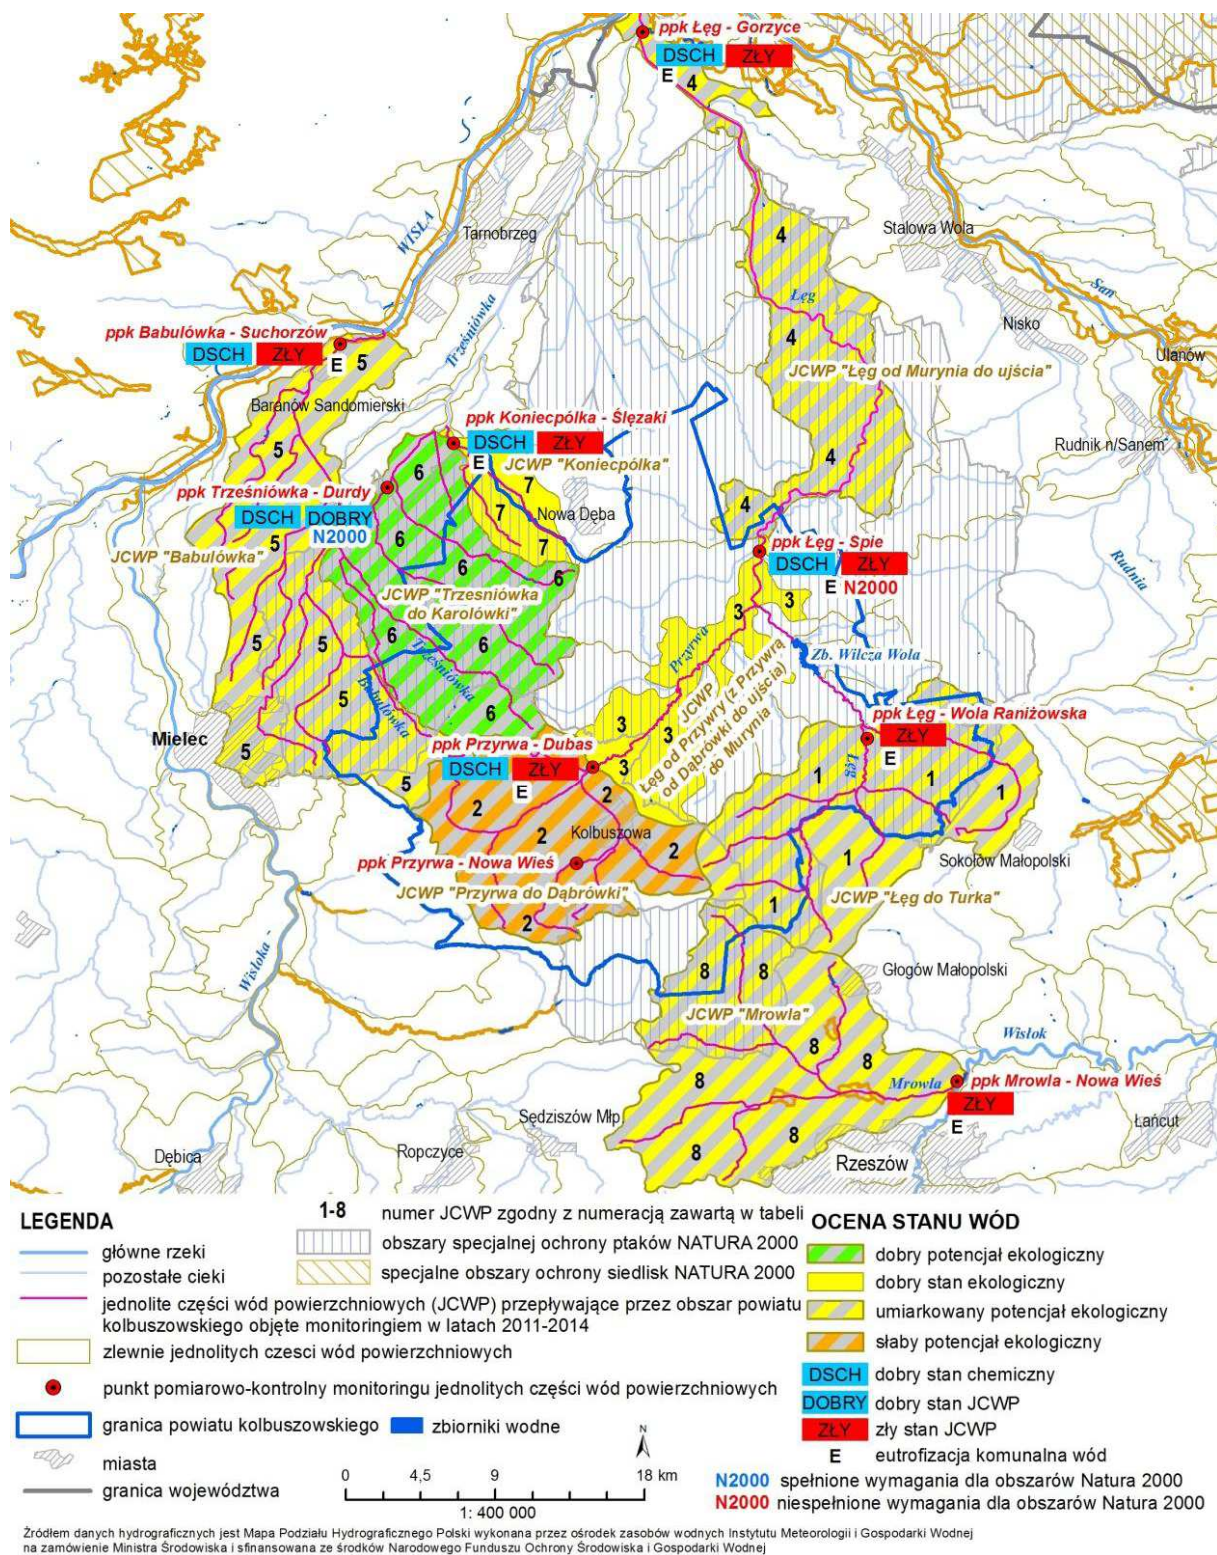 ppk Łęg - Gorzyce
DSCH ZŁY
E
4
WISŁA
Tarnobrzeg
Stalowa Wola
4
San
Łęg
Nisko
ppk Babulówka - Suchorzów
DSCH ZŁY
E
5
Trześniówka
4
Ulanów
JCWP "Łęg od Murynia do ujścia"
Baranów Sandomierski
ppk Koniecpólka - Ślęzaki
DSCH ZŁY
E
JCWP "Koniecpólka"
5
6
4
Rudnik n/Sanem
ppk Trześniówka - Durdy
DSCH DOBRY
N2000
7
4
Nowa Dęba
7
7
5
6
JCWP "Babulówka"
ppk Łęg - Spie
DSCH ZŁY
E N2000
6
6
Rudnia
JCWP "Trzesniówka
do Karolówki"
3
3
5
5
6
6
Trześniówka
Przyrwa
Zb. Wilcza Wola
JCWP
Łęg od Przyrwy (z Przyrwą
od Dąbrówki do ujścia)
do Murynia
5
Babulówka
6
3
3
ppk Łęg - Wola Raniżowska
ZŁY
E
Mielec
5
ppk Przyrwa - Dubas
DSCH ZŁY
E
3
Łęg
5
1
1
1
2
2
2
Kolbuszowa
2
1
Sokołów Małopolski
ppk Przyrwa - Nowa Wieś
JCWP "Przyrwa do Dąbrówki"
JCWP "Łęg do Turka"
1
2
Wisłoka
8
8
Głogów Małopolski
JCWP "Mrowla"
Wisłok
8
8
8
Mrowla
ppk Mrowla - Nowa Wieś
ZŁY
E
Sędziszów Młp.
Łańcut
8
8
Dębica
Ropczyce
Rzeszów
LEGENDA
główne rzeki
pozostałe cieki
jednolite części wód powierzchniowych (JCWP) przepływające przez obszar powiatu
kolbuszowskiego objęte monitoringiem w latach 2011-2014
zlewnie jednolitych czesci wód powierzchniowych
punkt pomiarowo-kontrolny monitoringu jednolitych części wód powierzchniowych
granica powiatu kolbuszowskiego
zbiorniki wodne
miasta
granica województwa
1-8 numer JCWP zgodny z numeracją zawartą w tabeli
obszary specjalnej ochrony ptaków NATURA 2000
specjalne obszary ochrony siedlisk NATURA 2000
OCENA STANU WÓD
dobry potencjał ekologiczny
dobry stan ekologiczny
umiarkowany potencjał ekologiczny
słaby potencjał ekologiczny
DSCH dobry stan chemiczny
DOBRY dobry stan JCWP
ZŁY zły stan JCWP
E eutrofizacja komunalna wód
N2000 spełnione wymagania dla obszarów Natura 2000
N2000 niespełnione wymagania dla obszarów Natura 2000
N
0 4,5 9 18 km
1: 400 000
Źródłem danych hydrograficznych jest Mapa Podziału Hydrograficznego Polski wykonana przez ośrodek zasobów wodnych Instytutu Meteorologii i Gospodarki Wodnej
na zamówienie Ministra Środowiska i sfinansowana ze środków Narodowego Funduszu Ochrony Środowiska i Gospodarki Wodnej